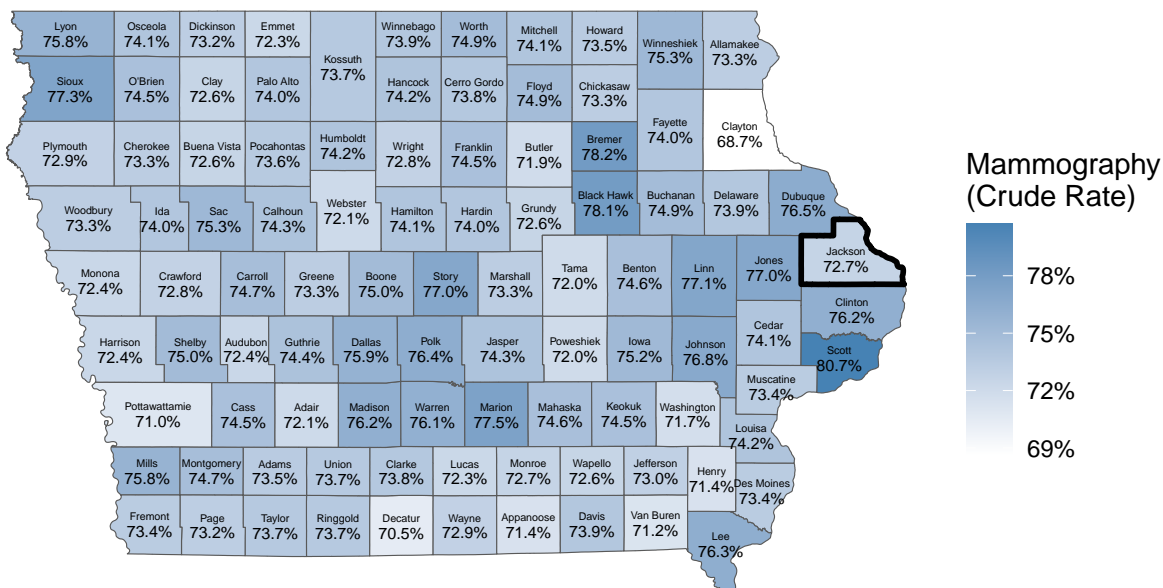 Lyon
75.8%
Osceola
74.1%
Dickinson
73.2%
Emmet
72.3%
Kossuth
73.7%
Winnebago
73.9%
Worth
74.9%
Mitchell
74.1%
Howard
73.5%
Winneshiek
75.3%
Allamakee
73.3%
Sioux
77.3%
O'Brien
74.5%
Clay
72.6%
Palo Alto
74.0%
Hancock
74.2%
Cerro Gordo
73.8%
Floyd
74.9%
Chickasaw
73.3%
Fayette
74.0%
Clayton
68.7%
Plymouth
72.9%
Cherokee
73.3%
Buena Vista
72.6%
Pocahontas
73.6%
Humboldt
74.2%
Wright
72.8%
Franklin
74.5%
Butler
71.9%
Bremer
78.2%
Woodbury
73.3%
Ida
74.0%
Sac
75.3%
Calhoun
74.3%
Webster
72.1%
Hamilton
74.1%
Hardin
74.0%
Grundy
72.6%
Black Hawk
78.1%
Buchanan
74.9%
Delaware
73.9%
Dubuque
76.5%
Monona
72.4%
Crawford
72.8%
Carroll
74.7%
Greene
73.3%
Boone
75.0%
Story
77.0%
Marshall
73.3%
Tama
72.0%
Benton
74.6%
Linn
77.1%
Jones
77.0%
Jackson
72.7%
Clinton
76.2%
Harrison
72.4%
Shelby
75.0%
Audubon
72.4%
Guthrie
74.4%
Dallas
75.9%
Polk
76.4%
Jasper
74.3%
Poweshiek
72.0%
Iowa
75.2%
Johnson
76.8%
Cedar
74.1%
Scott
80.7%
Muscatine
73.4%
Pottawattamie
71.0%
Cass
74.5%
Adair
72.1%
Madison
76.2%
Warren
76.1%
Marion
77.5%
Mahaska
74.6%
Keokuk
74.5%
Washington
71.7%
Louisa
74.2%
Mills
75.8%
Montgomery
74.7%
Adams
73.5%
Union
73.7%
Clarke
73.8%
Lucas
72.3%
Monroe
72.7%
Wapello
72.6%
Jefferson
73.0%
Henry
71.4%
Des Moines
73.4%
Fremont
73.4%
Page
73.2%
Taylor
73.7%
Ringgold
73.7%
Decatur
70.5%
Wayne
72.9%
Appanoose
71.4%
Davis
73.9%
Van Buren
71.2%
Lee
76.3%
Mammography
(Crude Rate)
78%
75%
72%
69%